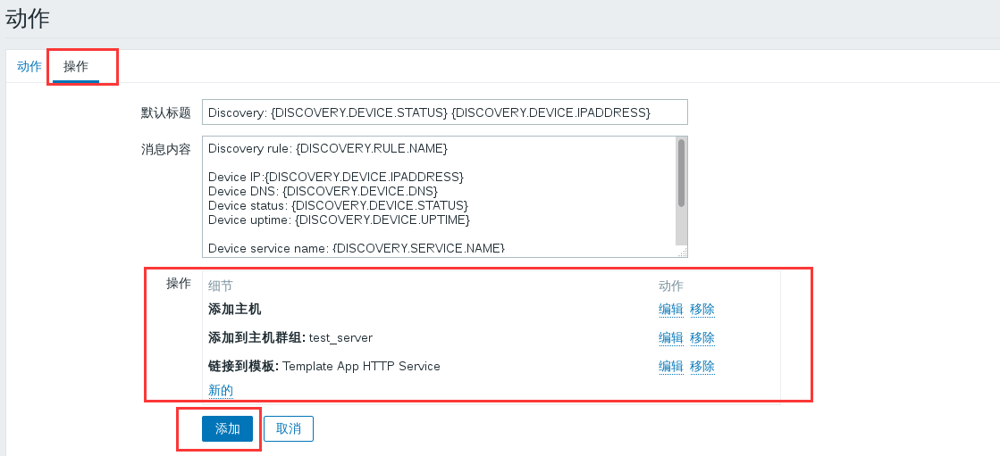 动作
动作 操作
默认标题 Discovery: {DISCOVERY.DEVICE.STATUS} {DISCOVERY.DEVICE.IPADDRESS}
消息内容 Discovery rule: {DISCOVERY.RULE.NAME}
Device IP:{DISCOVERY.DEVICE.IPADDRESS}
Device DNS: {DISCOVERY.DEVICE.DNS}
Device status: {DISCOVERY.DEVICE.STATUS}
Device uptime: {DISCOVERY.DEVICE.UPTIME}
Device service name: {DISCOVERY.SERVICE.NAME}
操作 细节 动作
添加主机 编辑 移除
添加到主机群组: test_server 编辑 移除
链接到模板: Template App HTTP Service 编辑 移除
新的
添加 取消